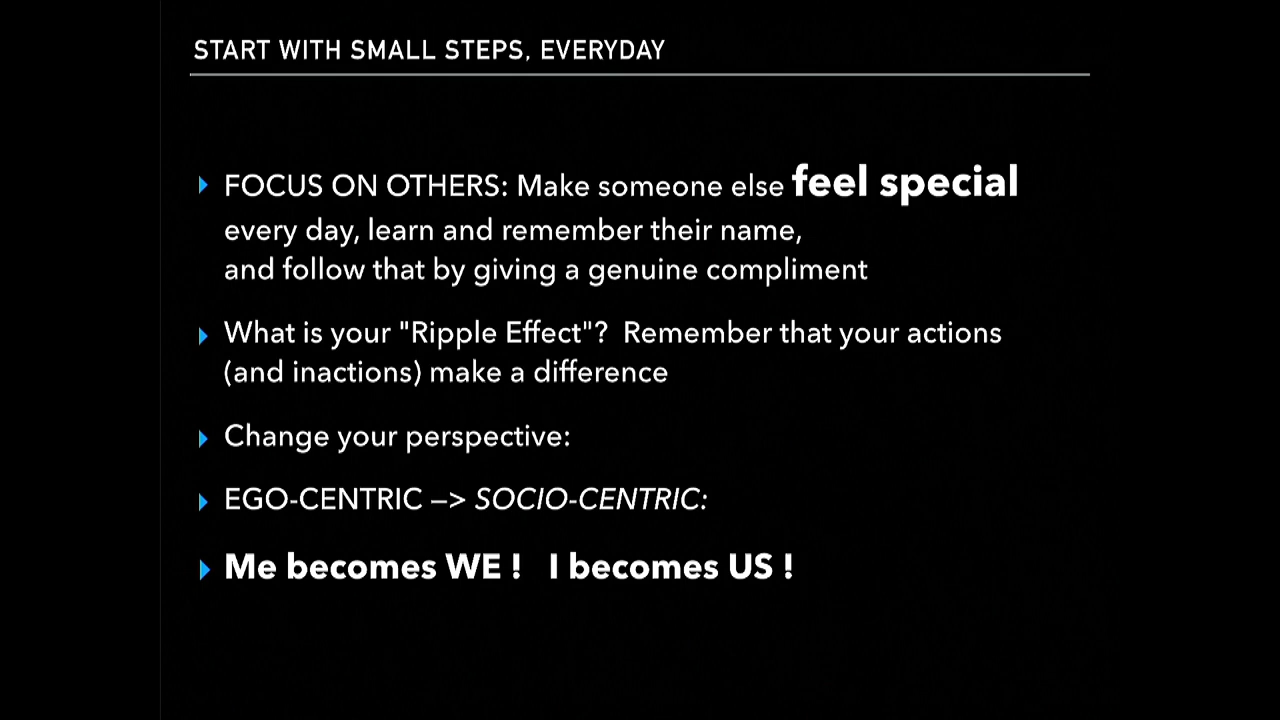 START WITH SMALL STEPS, EVERYDAY
FOCUS ON OTHERS: Make someone else feel special
every day, learn and remember their name,
and follow that by giving a genuine compliment
What is your "Ripple Effect"?  Remember that your actions
(and inactions) make a difference
Change your perspective:
EGO-CENTRIC —> SOCIO-CENTRIC:
Me becomes WE !   I becomes US !